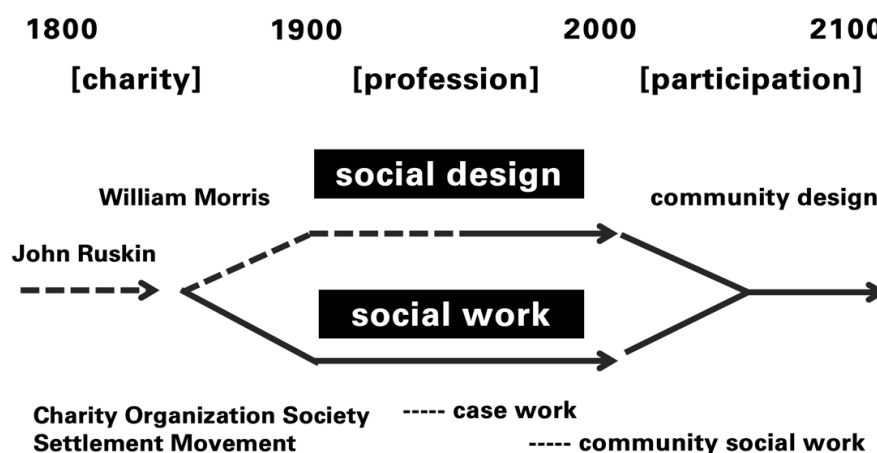 1800 1900 2000 2100
[charity] [profession] [participation]
social design
William Morris
community design
John Ruskin
social work
Charity Organization Society ----- case work
Settlement Movement ----- community social work